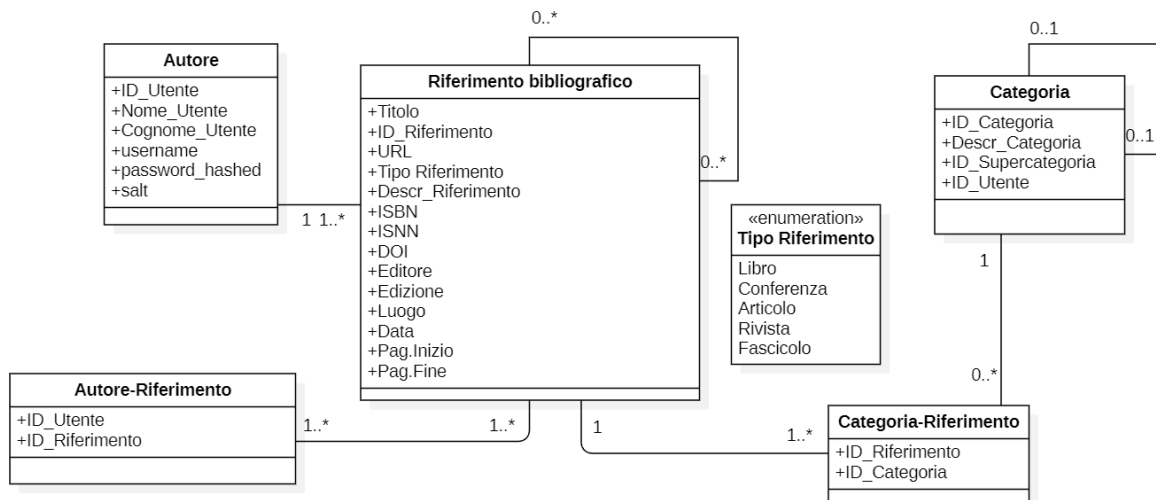 Autore
+ID_Utente
+Nome_Utente
+Cognome_Utente
+username
+password_hashed
+salt
1 1..*
0..*
Riferimento bibliografico
+Titolo
+ID_Riferimento
+URL
+Tipo Riferimento
+Descr_Riferimento
+ISBN
+ISNN
+DOI
+Editore
+Edizione
+Luogo
+Data
+Pag.Inizio
+Pag.Fine
0..*
«enumeration»
Tipo Riferimento
Libro
Conferenza
Articolo
Rivista
Fascicolo
0..1
Categoria
+ID_Categoria
+Descr_Categoria
+ID_Supercategoria
+ID_Utente
0..1
1
0..*
Autore-Riferimento
+ID_Utente
+ID_Riferimento
1..*
1..*
1
1..*
Categoria-Riferimento
+ID_Riferimento
+ID_Categoria